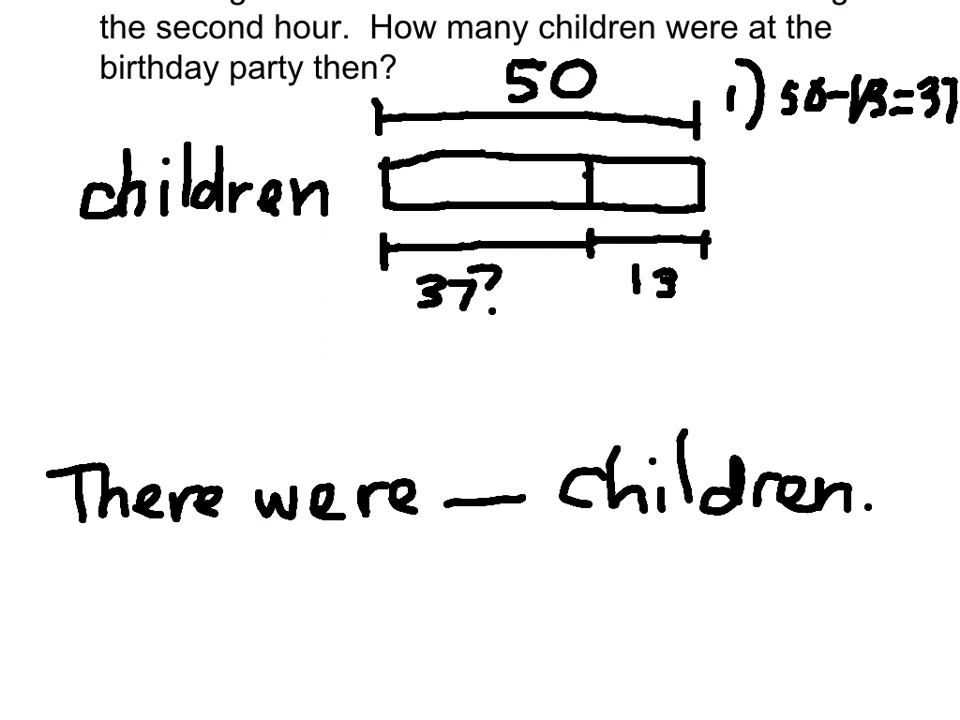 the second hour. How many children were at the
birthday party then?
50
1) 50-13=37
children
37?
13
There were — children.